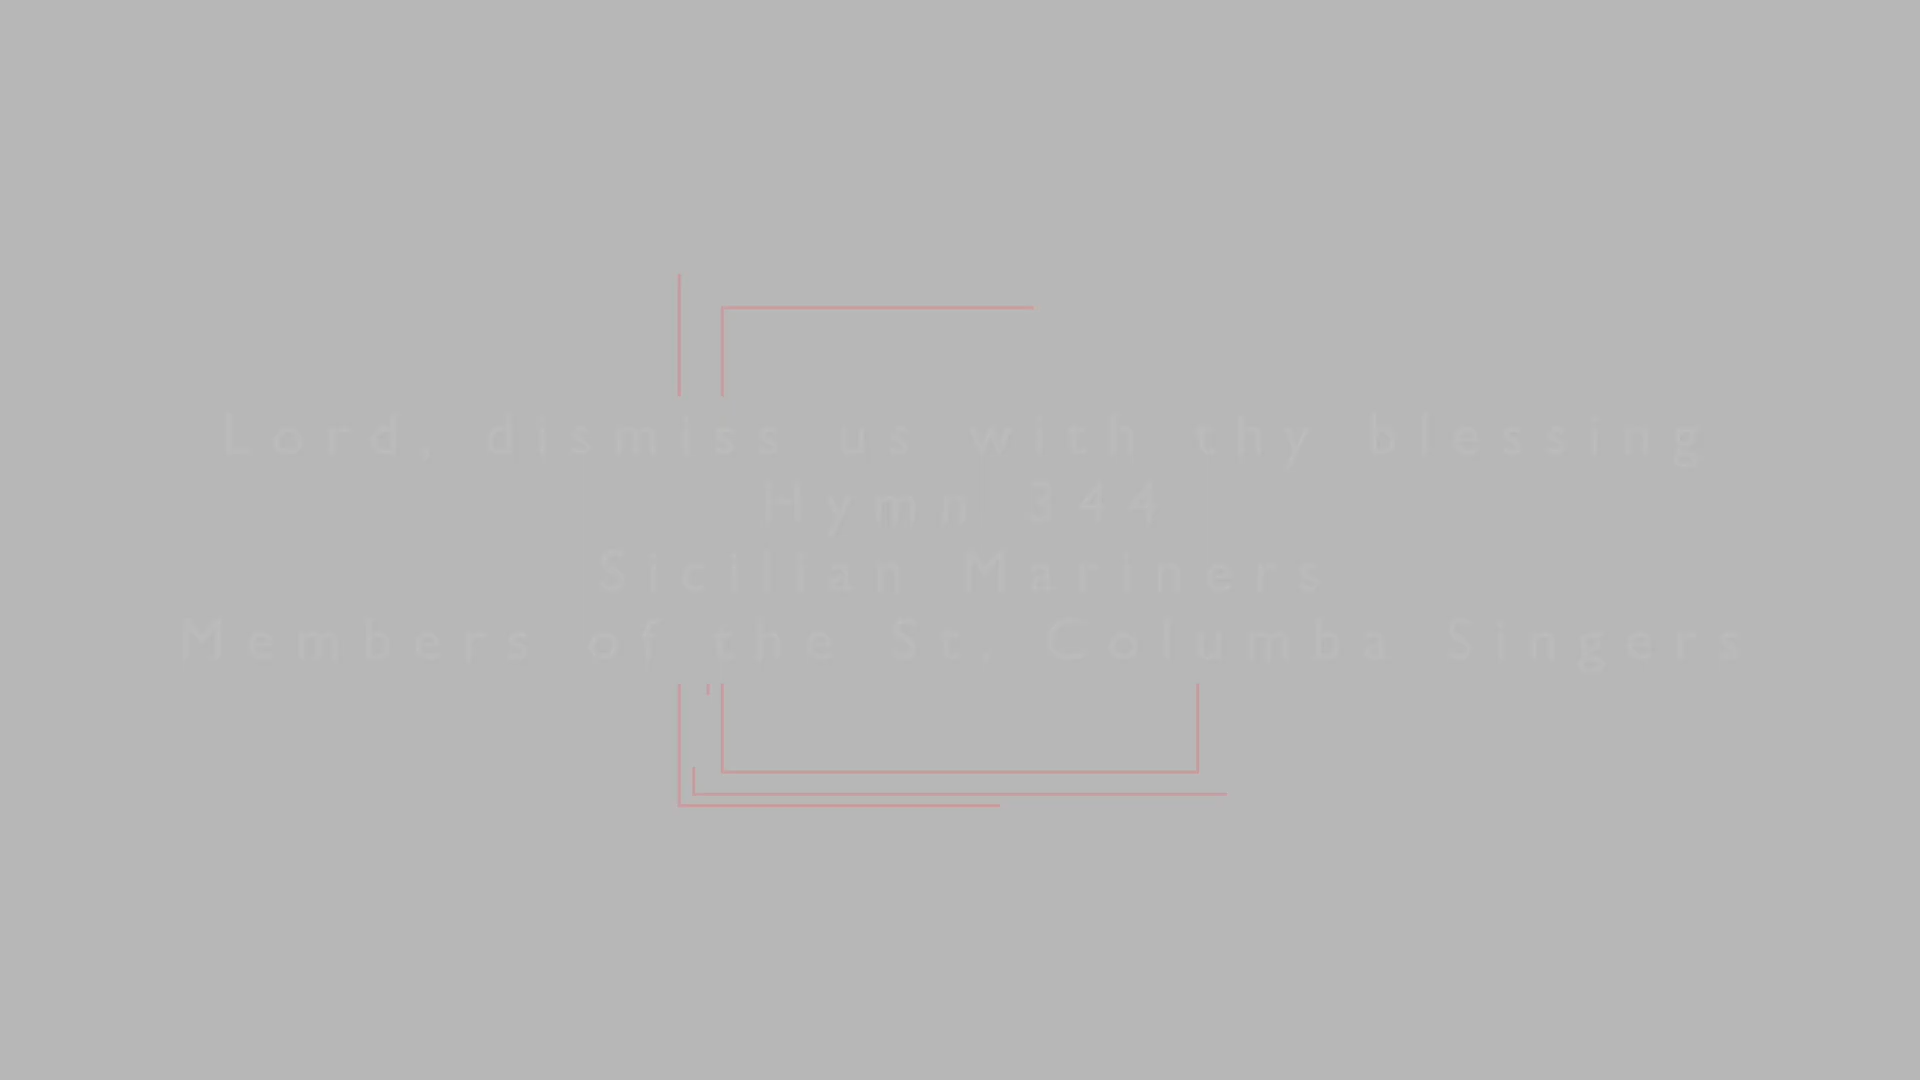 Lord, dismiss us with thy blessing
Hymn 344
Sicilian Mariners
Members of the St. Columba Singers